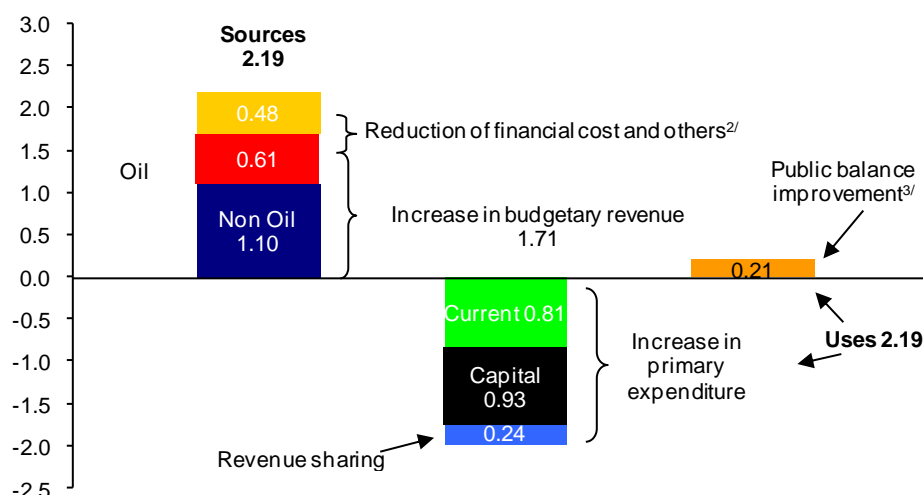 3.0
2.5
2.0
1.5
1.0
0.5
0.0
-0.5
-1.0
-1.5
-2.0
-2.5
Sources
2.19
0.48
Reduction of financial cost and others2/
Oil
0.61
Non Oil
1.10
Increase in budgetary revenue
1.71
Public balance
improvement3/
0.21
Current 0.81
Capital
0.93
0.24
Increase in
primary
expenditure
Uses 2.19
Revenue sharing